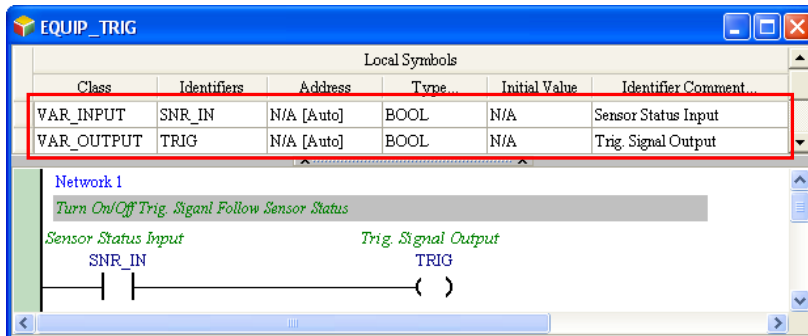 EQUIP_TRIG
Local Symbols
Class Identifiers Address Type... Initial Value Identifier Comment...
VAR_INPUT SNR_IN N/A [Auto] BOOL N/A Sensor Status Input
VAR_OUTPUT TRIG N/A [Auto] BOOL N/A Trig. Signal Output
Network 1
Turn On/Off Trig. Siganl Follow Sensor Status
Sensor Status Input Trig. Signal Output
SNR_IN TRIG